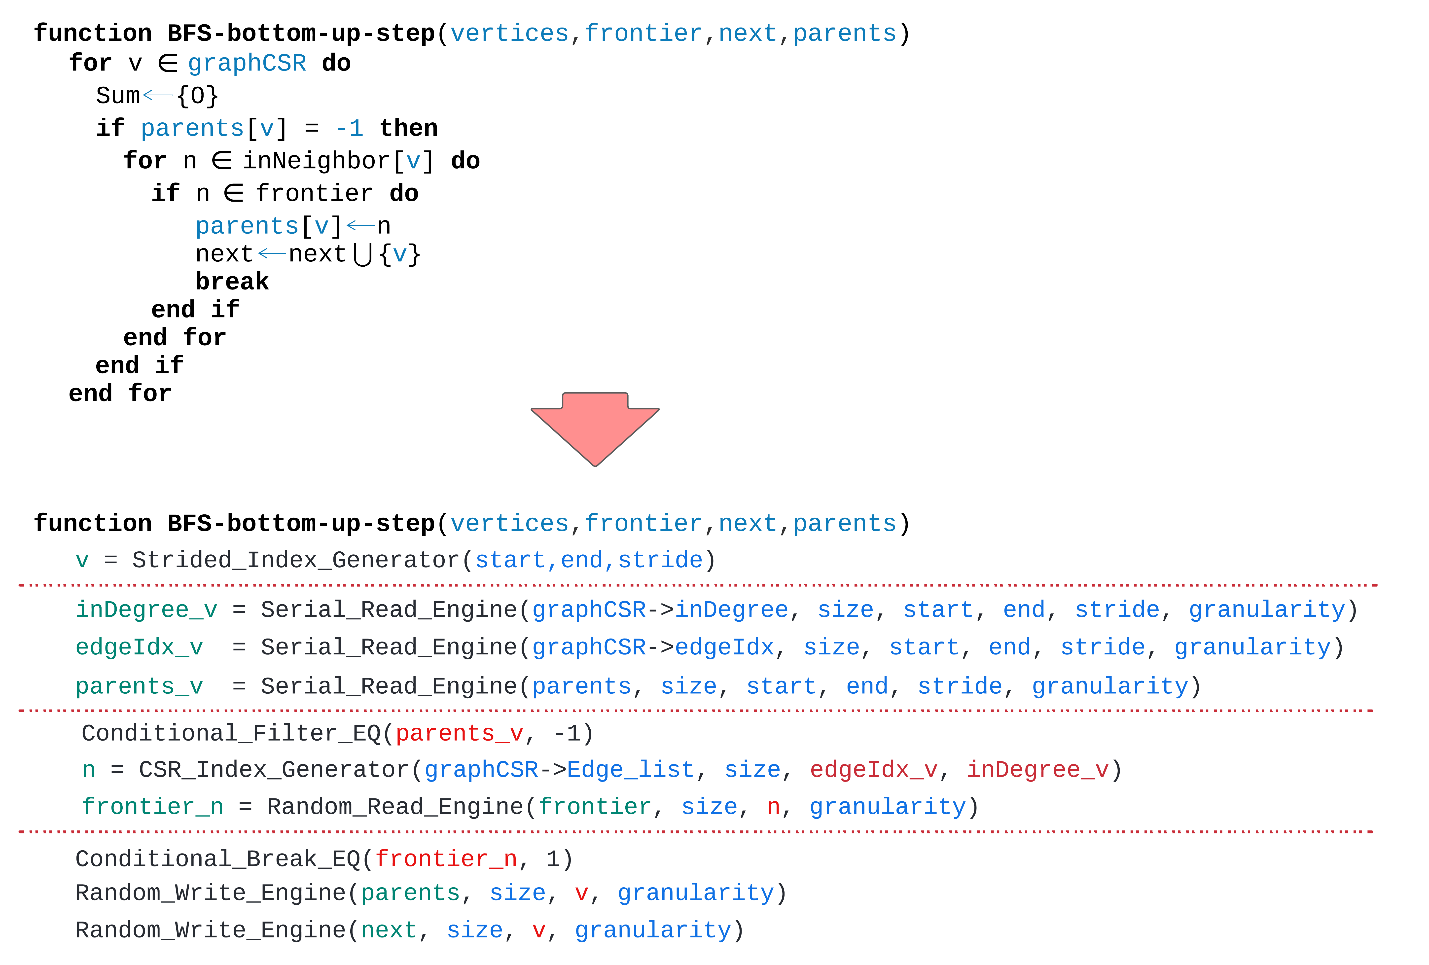 function BFS-bottom-up-step(vertices,frontier,next,parents)
for v ∈ graphCSR do
Sum←{0}
if parents[v] = -1 then
for n ∈ inNeighbor[v] do
if n ∈ frontier do
parents[v]←n
next←next⋃{v}
break
end if
end for
end if
end for
function BFS-bottom-up-step(vertices,frontier,next,parents)
v = Strided_Index_Generator(start,end,stride)
inDegree_v = Serial_Read_Engine(graphCSR->inDegree, size, start, end, stride, granularity)
edgeIdx_v = Serial_Read_Engine(graphCSR->edgeIdx, size, start, end, stride, granularity)
parents_v = Serial_Read_Engine(parents, size, start, end, stride, granularity)
Conditional_Filter_EQ(parents_v, -1)
n = CSR_Index_Generator(graphCSR->Edge_list, size, edgeIdx_v, inDegree_v)
frontier_n = Random_Read_Engine(frontier, size, n, granularity)
Conditional_Break_EQ(frontier_n, 1)
Random_Write_Engine(parents, size, v, granularity)
Random_Write_Engine(next, size, v, granularity)